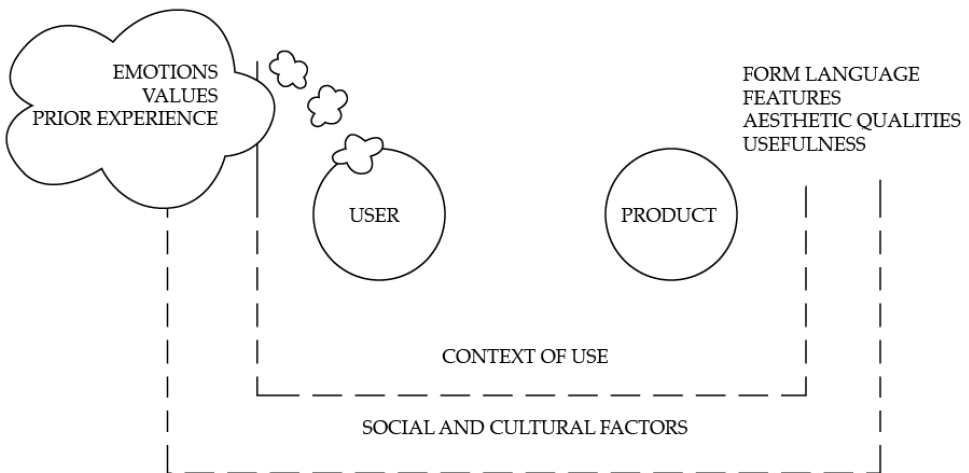 EMOTIONS
VALUES
PRIOR EXPERIENCE
FORM LANGUAGE
FEATURES
AESTHETIC QUALITIES
USEFULNESS
USER
PRODUCT
CONTEXT OF USE
SOCIAL AND CULTURAL FACTORS